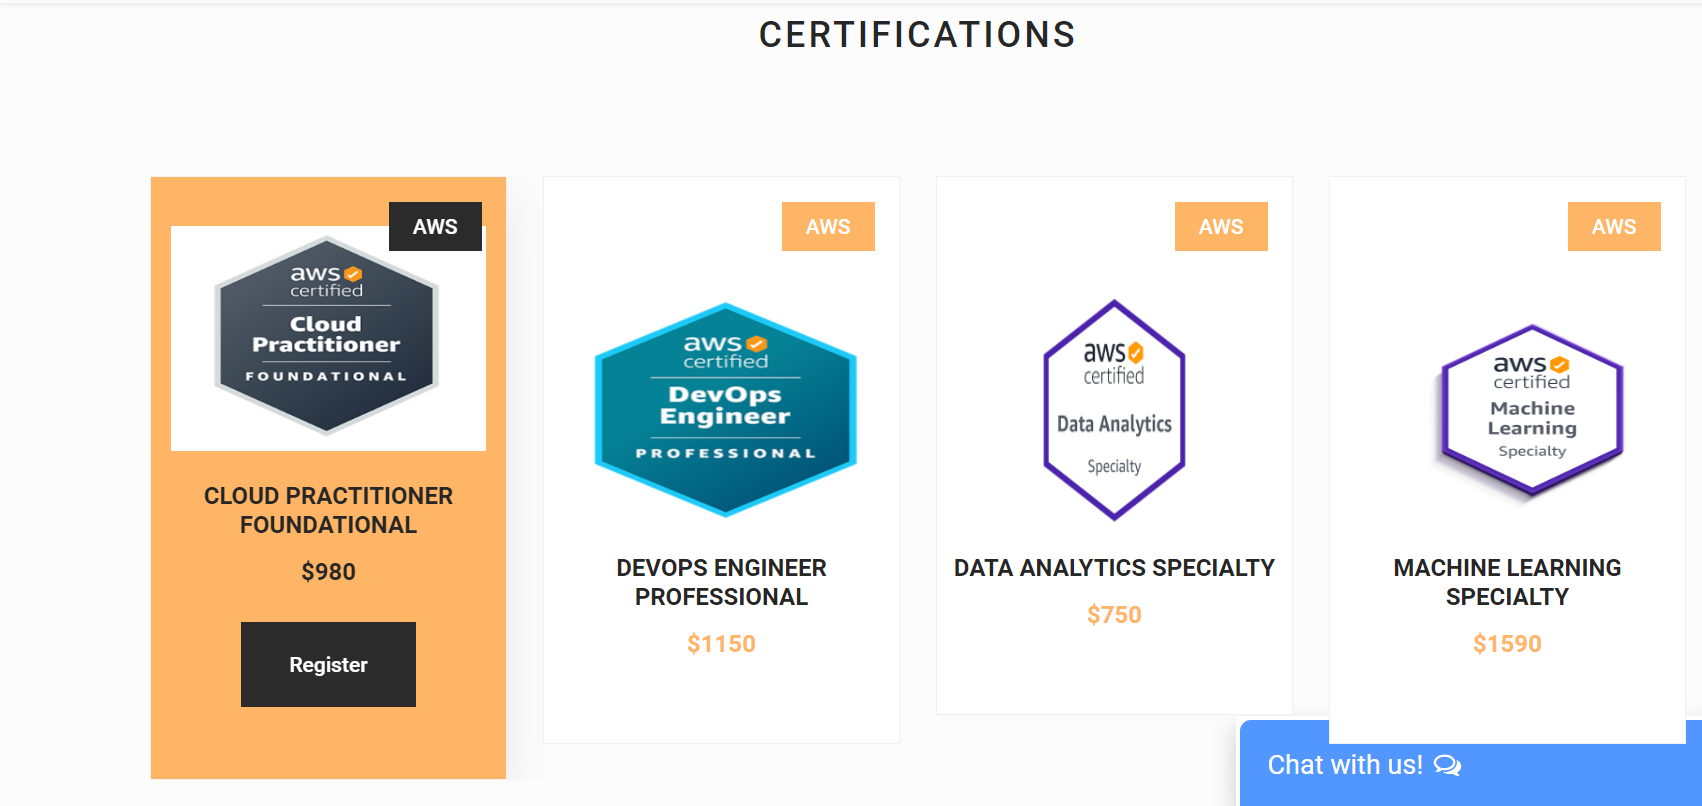 CERTIFICATIONS
AWS
aws
certified
Cloud
Practitioner
FOUNDATIONAL
CLOUD PRACTITIONER
FOUNDATIONAL
$980
Register
AWS
aws
certified
DevOps
Engineer
PROFESSIONAL
DEVOPS ENGINEER
PROFESSIONAL
$1150
AWS
aws
certified
Data Analytics
Specialty
DATA ANALYTICS SPECIALTY
$750
AWS
aws
certified
Machine
Learning
Specialty
MACHINE LEARNING
SPECIALTY
$1590
Chat with us!